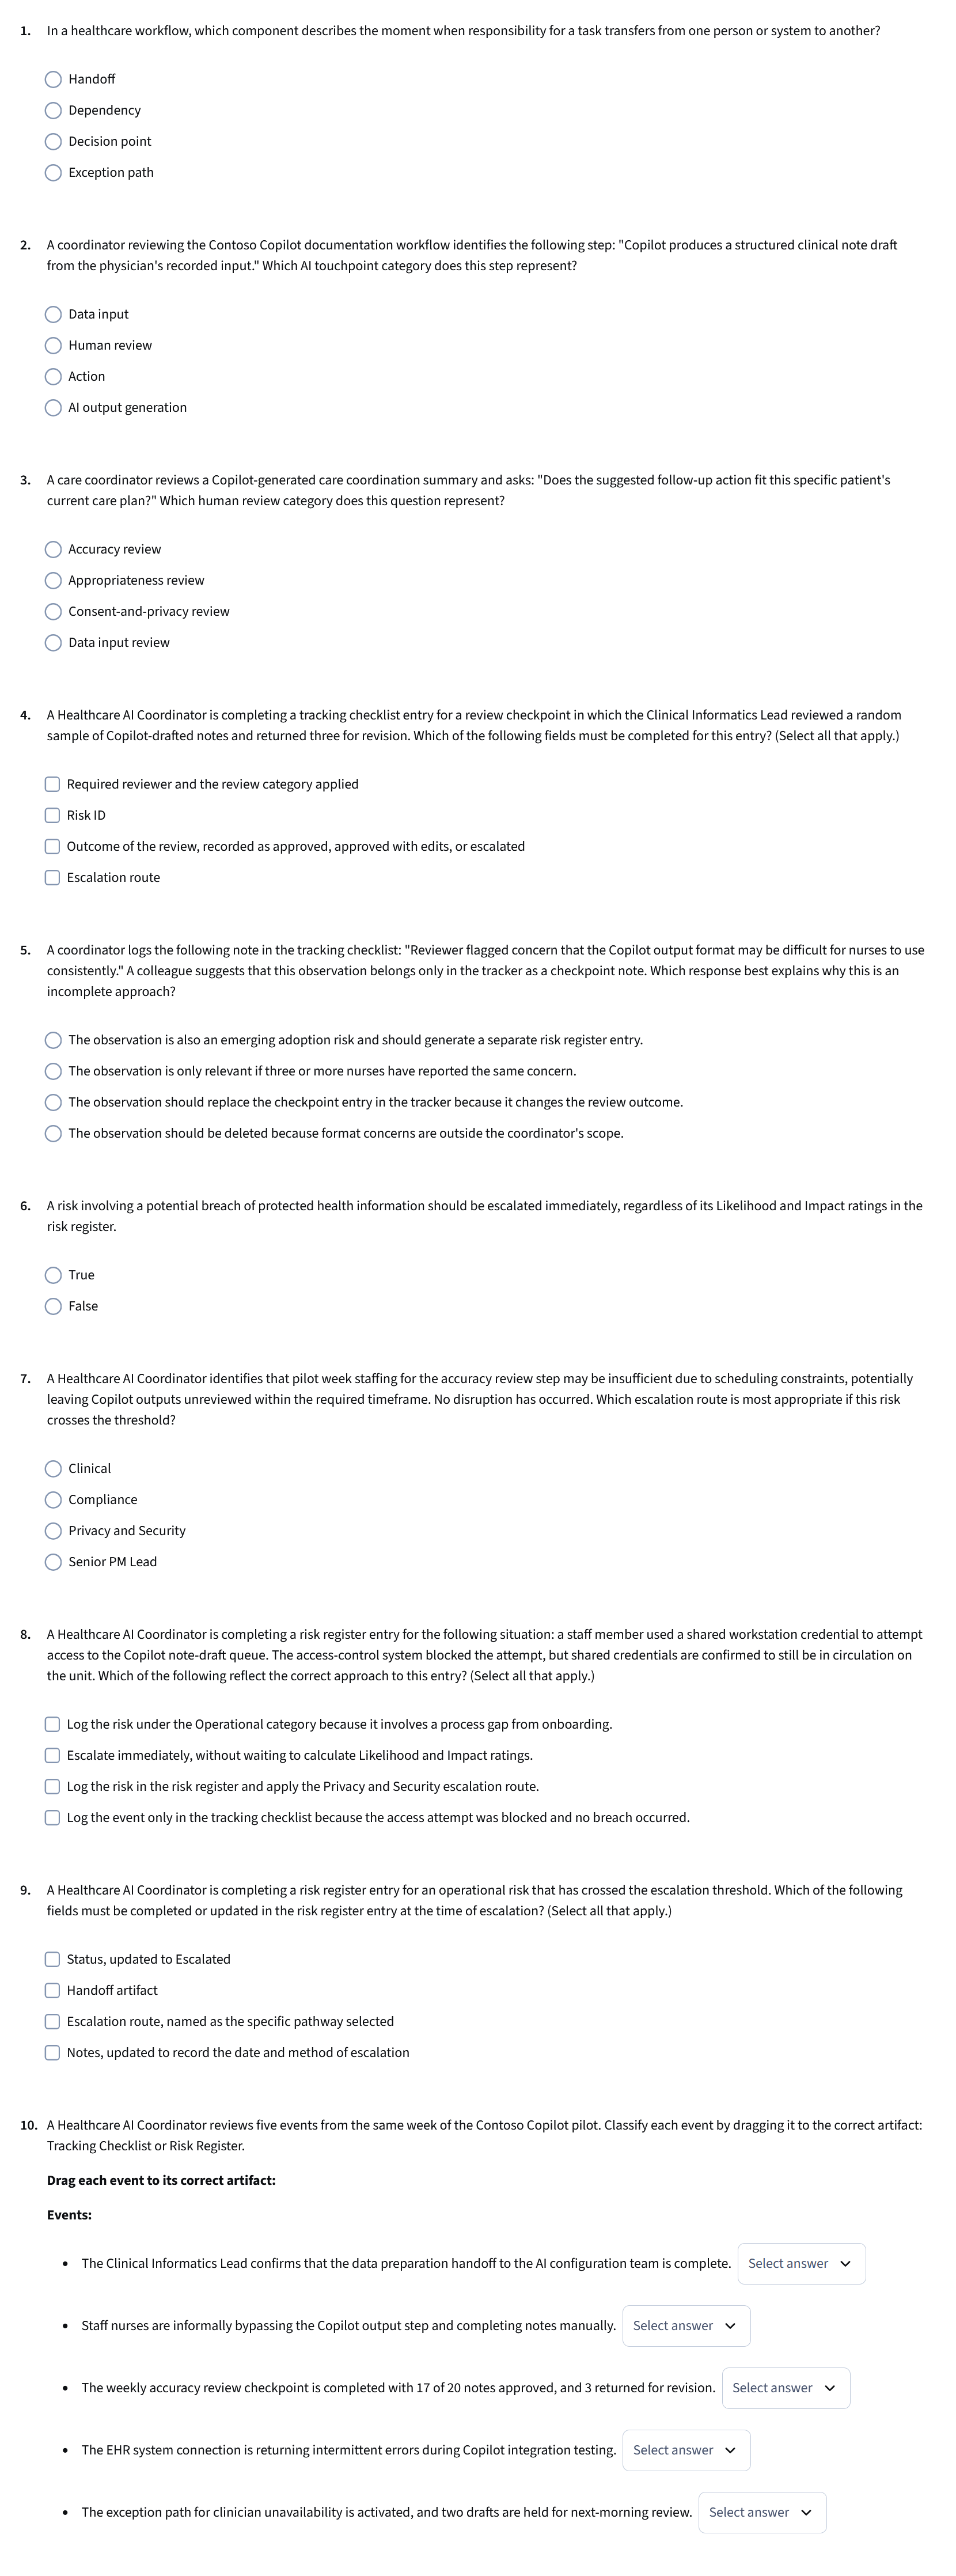 1. In a healthcare workflow, which component describes the moment when responsibility for a task transfers from one person or system to another?
Handoff
Dependency
Decision point
Exception path
2. A coordinator reviewing the Contoso Copilot documentation workflow identifies the following step: "Copilot produces a structured clinical note draft
from the physician's recorded input." Which AI touchpoint category does this step represent?
Data input
Human review
Action
AI output generation
3. A care coordinator reviews a Copilot-generated care coordination summary and asks: "Does the suggested follow-up action fit this specific patient's
current care plan?" Which human review category does this question represent?
Accuracy review
Appropriateness review
Consent-and-privacy review
Data input review
4. A Healthcare AI Coordinator is completing a tracking checklist entry for a review checkpoint in which the Clinical Informatics Lead reviewed a random
sample of Copilot-drafted notes and returned three for revision. Which of the following fields must be completed for this entry? (Select all that apply.)
Required reviewer and the review category applied
Risk ID
Outcome of the review, recorded as approved, approved with edits, or escalated
Escalation route
5. A coordinator logs the following note in the tracking checklist: "Reviewer flagged concern that the Copilot output format may be difficult for nurses to use
consistently." A colleague suggests that this observation belongs only in the tracker as a checkpoint note. Which response best explains why this is an
incomplete approach?
The observation is also an emerging adoption risk and should generate a separate risk register entry.
The observation is only relevant if three or more nurses have reported the same concern.
The observation should replace the checkpoint entry in the tracker because it changes the review outcome.
The observation should be deleted because format concerns are outside the coordinator's scope.
6. A risk involving a potential breach of protected health information should be escalated immediately, regardless of its Likelihood and Impact ratings in the
risk register.
True
False
7. A Healthcare AI Coordinator identifies that pilot week staffing for the accuracy review step may be insufficient due to scheduling constraints, potentially
leaving Copilot outputs unreviewed within the required timeframe. No disruption has occurred. Which escalation route is most appropriate if this risk
crosses the threshold?
Clinical
Compliance
Privacy and Security
Senior PM Lead
8. A Healthcare AI Coordinator is completing a risk register entry for the following situation: a staff member used a shared workstation credential to attempt
access to the Copilot note-draft queue. The access-control system blocked the attempt, but shared credentials are confirmed to still be in circulation on
the unit. Which of the following reflect the correct approach to this entry? (Select all that apply.)
Log the risk under the Operational category because it involves a process gap from onboarding.
Escalate immediately, without waiting to calculate Likelihood and Impact ratings.
Log the risk in the risk register and apply the Privacy and Security escalation route.
Log the event only in the tracking checklist because the access attempt was blocked and no breach occurred.
9. A Healthcare AI Coordinator is completing a risk register entry for an operational risk that has crossed the escalation threshold. Which of the following
fields must be completed or updated in the risk register entry at the time of escalation? (Select all that apply.)
Status, updated to Escalated
Handoff artifact
Escalation route, named as the specific pathway selected
Notes, updated to record the date and method of escalation
10. A Healthcare AI Coordinator reviews five events from the same week of the Contoso Copilot pilot. Classify each event by dragging it to the correct artifact:
Tracking Checklist or Risk Register.
Drag each event to its correct artifact:
Events:
• The Clinical Informatics Lead confirms that the data preparation handoff to the AI configuration team is complete. Select answer
• Staff nurses are informally bypassing the Copilot output step and completing notes manually. Select answer
• The weekly accuracy review checkpoint is completed with 17 of 20 notes approved, and 3 returned for revision. Select answer
• The EHR system connection is returning intermittent errors during Copilot integration testing. Select answer
• The exception path for clinician unavailability is activated, and two drafts are held for next-morning review. Select answer